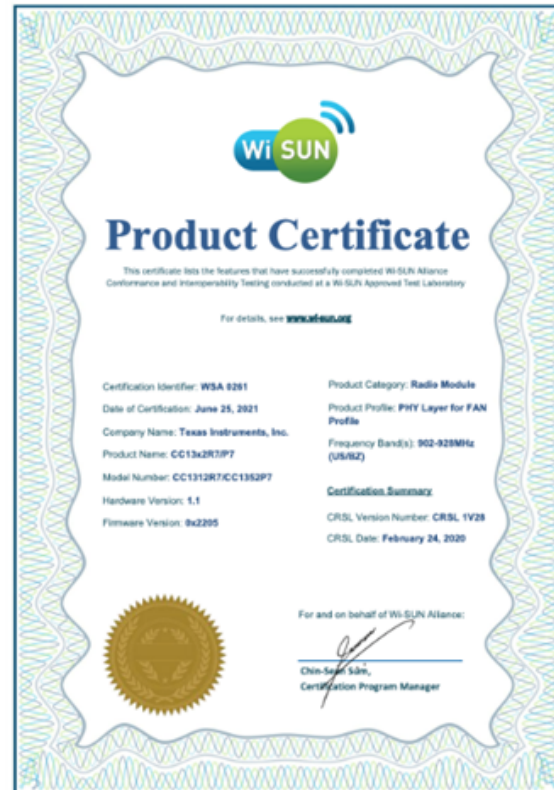 Wi SUN
Product Certificate
This certificate lists the features that have successfully completed Wi-SUN Alliance
Conformance and Interoperability Testing conducted at a Wi-SUN Approved Test Laboratory
For details, see www.wi-sun.org
Certification Identifier: WSA 0261
Date of Certification: June 25, 2021
Company Name: Texas Instruments, Inc.
Product Name: CC13x2R7/P7
Model Number: CC1312R7/CC1352P7
Hardware Version: 1.1
Firmware Version: 0x2205
Product Category: Radio Module
Product Profile: PHY Layer for FAN
Profile
Frequency Band(s): 902-928MHz
(US/BZ)
Certification Summary
CRSL Version Number: CRSL 1V28
CRSL Date: February 24, 2020
For and on behalf of Wi-SUN Alliance:
Chin-Sean Sum,
Certification Program Manager